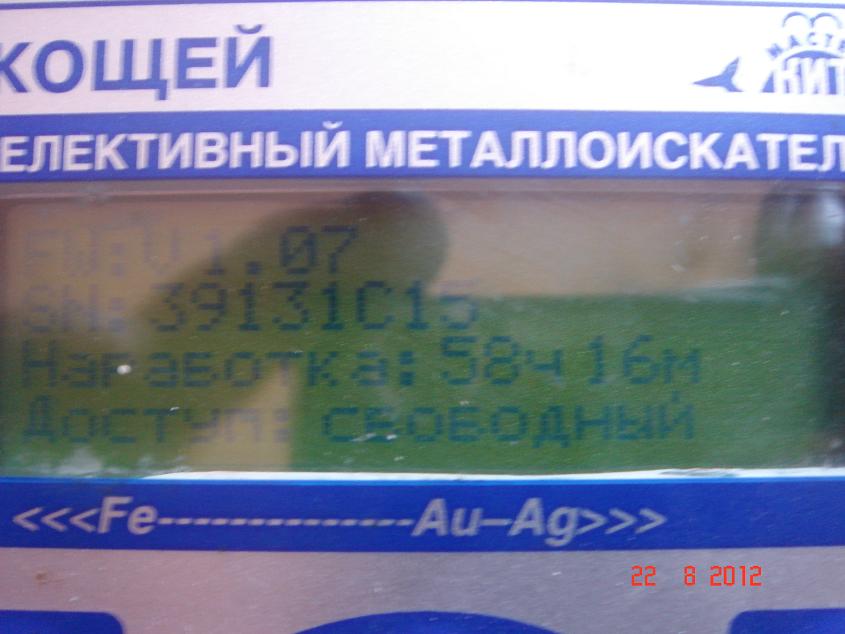 КОЩЕЙ
МАСТЕ
КИТ
ЕЛЕКТИВНЫЙ МЕТАЛЛОИСКАТЕЛ
FW:V1.07
SN:39131C15
Наработка:58ч16м
Доступ: свободный
<<<Fe--------------Au–Ag>>>
22 8 2012